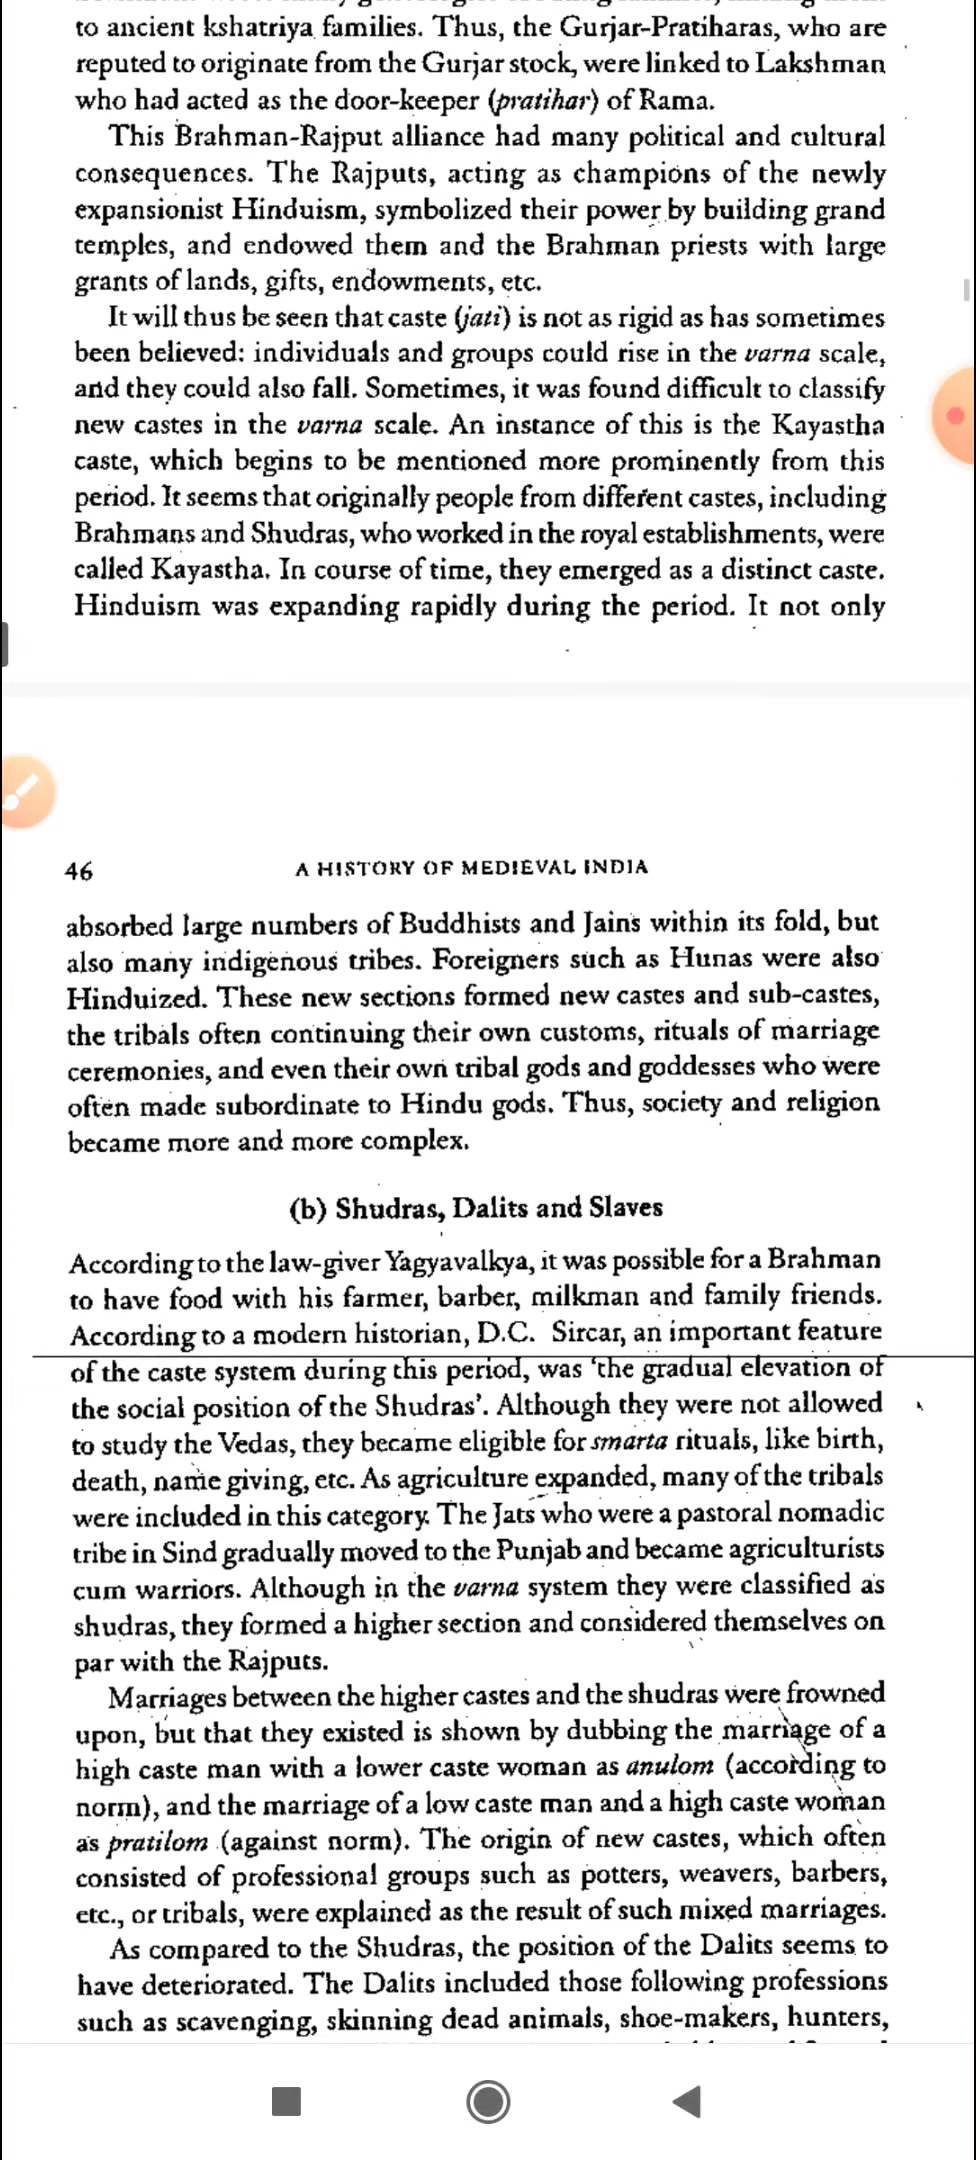 to ancient kshatriya families. Thus, the Gurjar-Pratiharas, who are
reputed to originate from the Gurjar stock, were linked to Lakshman
who had acted as the door-keeper (pratihar) of Rama.
This Brahman-Rajput alliance had many political and cultural
consequences. The Rajputs, acting as champions of the newly
expansionist Hinduism, symbolized their power by building grand
temples, and endowed them and the Brahman priests with large
grants of lands, gifts, endowments, etc.
It will thus be seen that caste (jati) is not as rigid as has sometimes
been believed: individuals and groups could rise in the varna scale,
and they could also fall. Sometimes, it was found difficult to classify
new castes in the varna scale. An instance of this is the Kayastha
caste, which begins to be mentioned more prominently from this
period. It seems that originally people from different castes, including
Brahmans and Shudras, who worked in the royal establishments, were
called Kayastha. In course of time, they emerged as a distinct caste.
Hinduism was expanding rapidly during the period. It not only
46 A HISTORY OF MEDIEVAL INDIA
absorbed large numbers of Buddhists and Jains within its fold, but
also many indigenous tribes. Foreigners such as Hunas were also
Hinduized. These new sections formed new castes and sub-castes,
the tribals often continuing their own customs, rituals of marriage
ceremonies, and even their own tribal gods and goddesses who were
often made subordinate to Hindu gods. Thus, society and religion
became more and more complex.
(b) Shudras, Dalits and Slaves
According to the law-giver Yagyavalkya, it was possible for a Brahman
to have food with his farmer, barber, milkman and family friends.
According to a modern historian, D.C. Sircar, an important feature
of the caste system during this period, was ‘the gradual elevation of
the social position of the Shudras’. Although they were not allowed
to study the Vedas, they became eligible for smarta rituals, like birth,
death, name giving, etc. As agriculture expanded, many of the tribals
were included in this category. The Jats who were a pastoral nomadic
tribe in Sind gradually moved to the Punjab and became agriculturists
cum warriors. Although in the varna system they were classified as
shudras, they formed a higher section and considered themselves on
par with the Rajputs.
Marriages between the higher castes and the shudras were frowned
upon, but that they existed is shown by dubbing the marriage of a
high caste man with a lower caste woman as anulom (according to
norm), and the marriage of a low caste man and a high caste woman
as pratilom (against norm). The origin of new castes, which often
consisted of professional groups such as potters, weavers, barbers,
etc., or tribals, were explained as the result of such mixed marriages.
As compared to the Shudras, the position of the Dalits seems to
have deteriorated. The Dalits included those following professions
such as scavenging, skinning dead animals, shoe-makers, hunters,